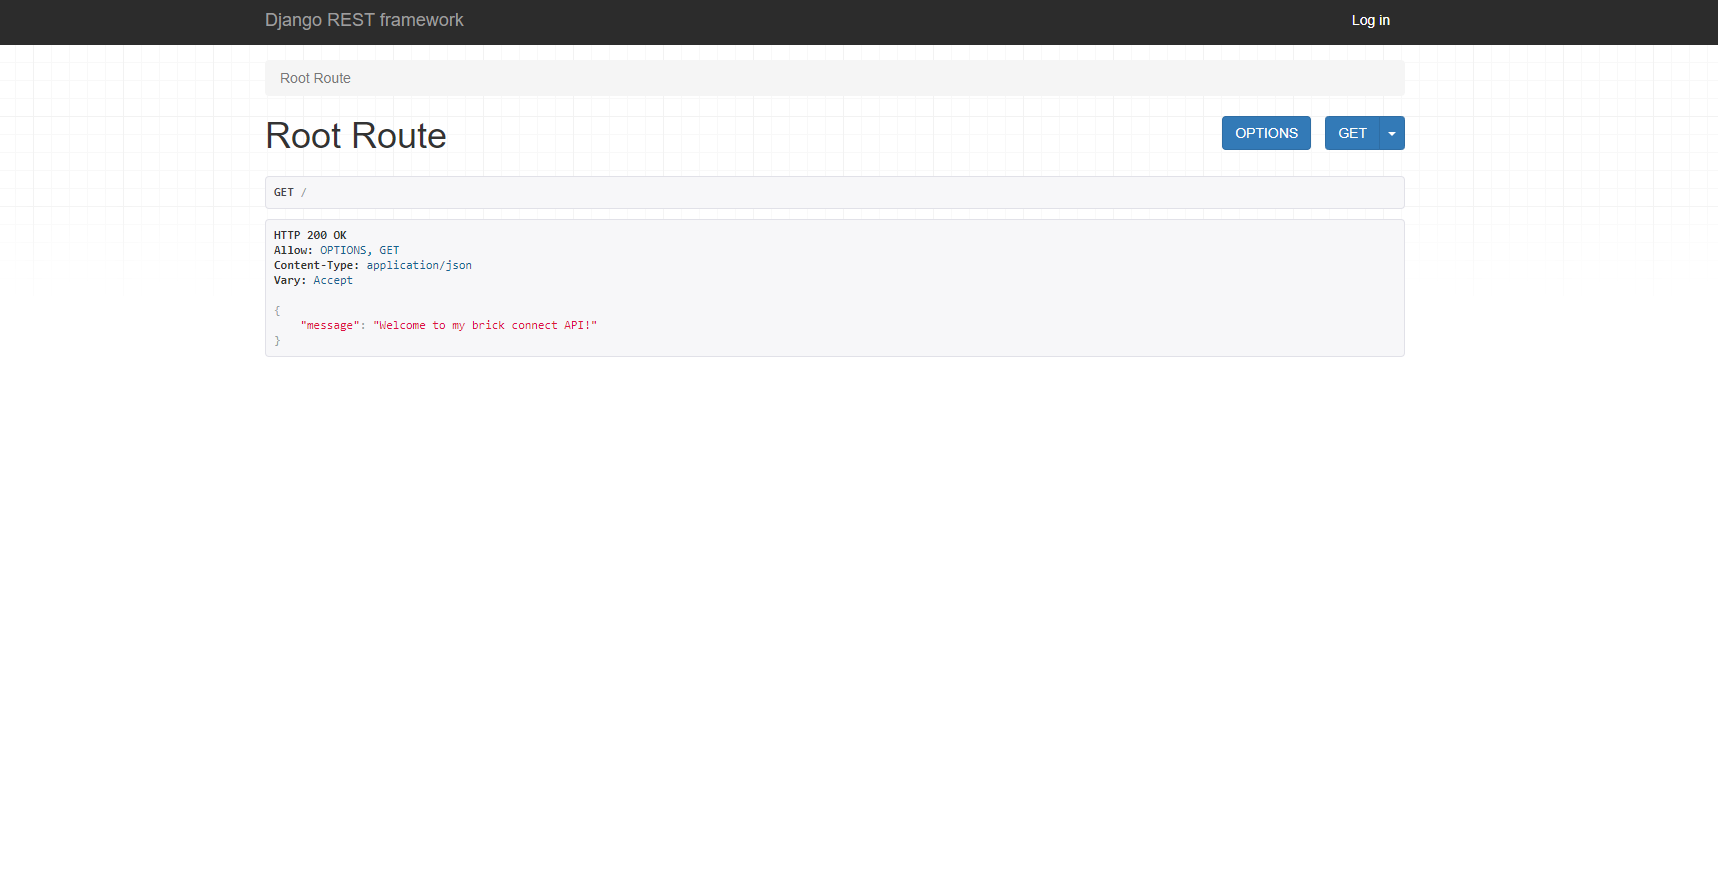 Django REST framework
Log in
Root Route
Root Route
OPTIONS
GET
GET /
HTTP 200 OK
Allow: OPTIONS, GET
Content-Type: application/json
Vary: Accept
{
    "message": "Welcome to my brick connect API!"
}